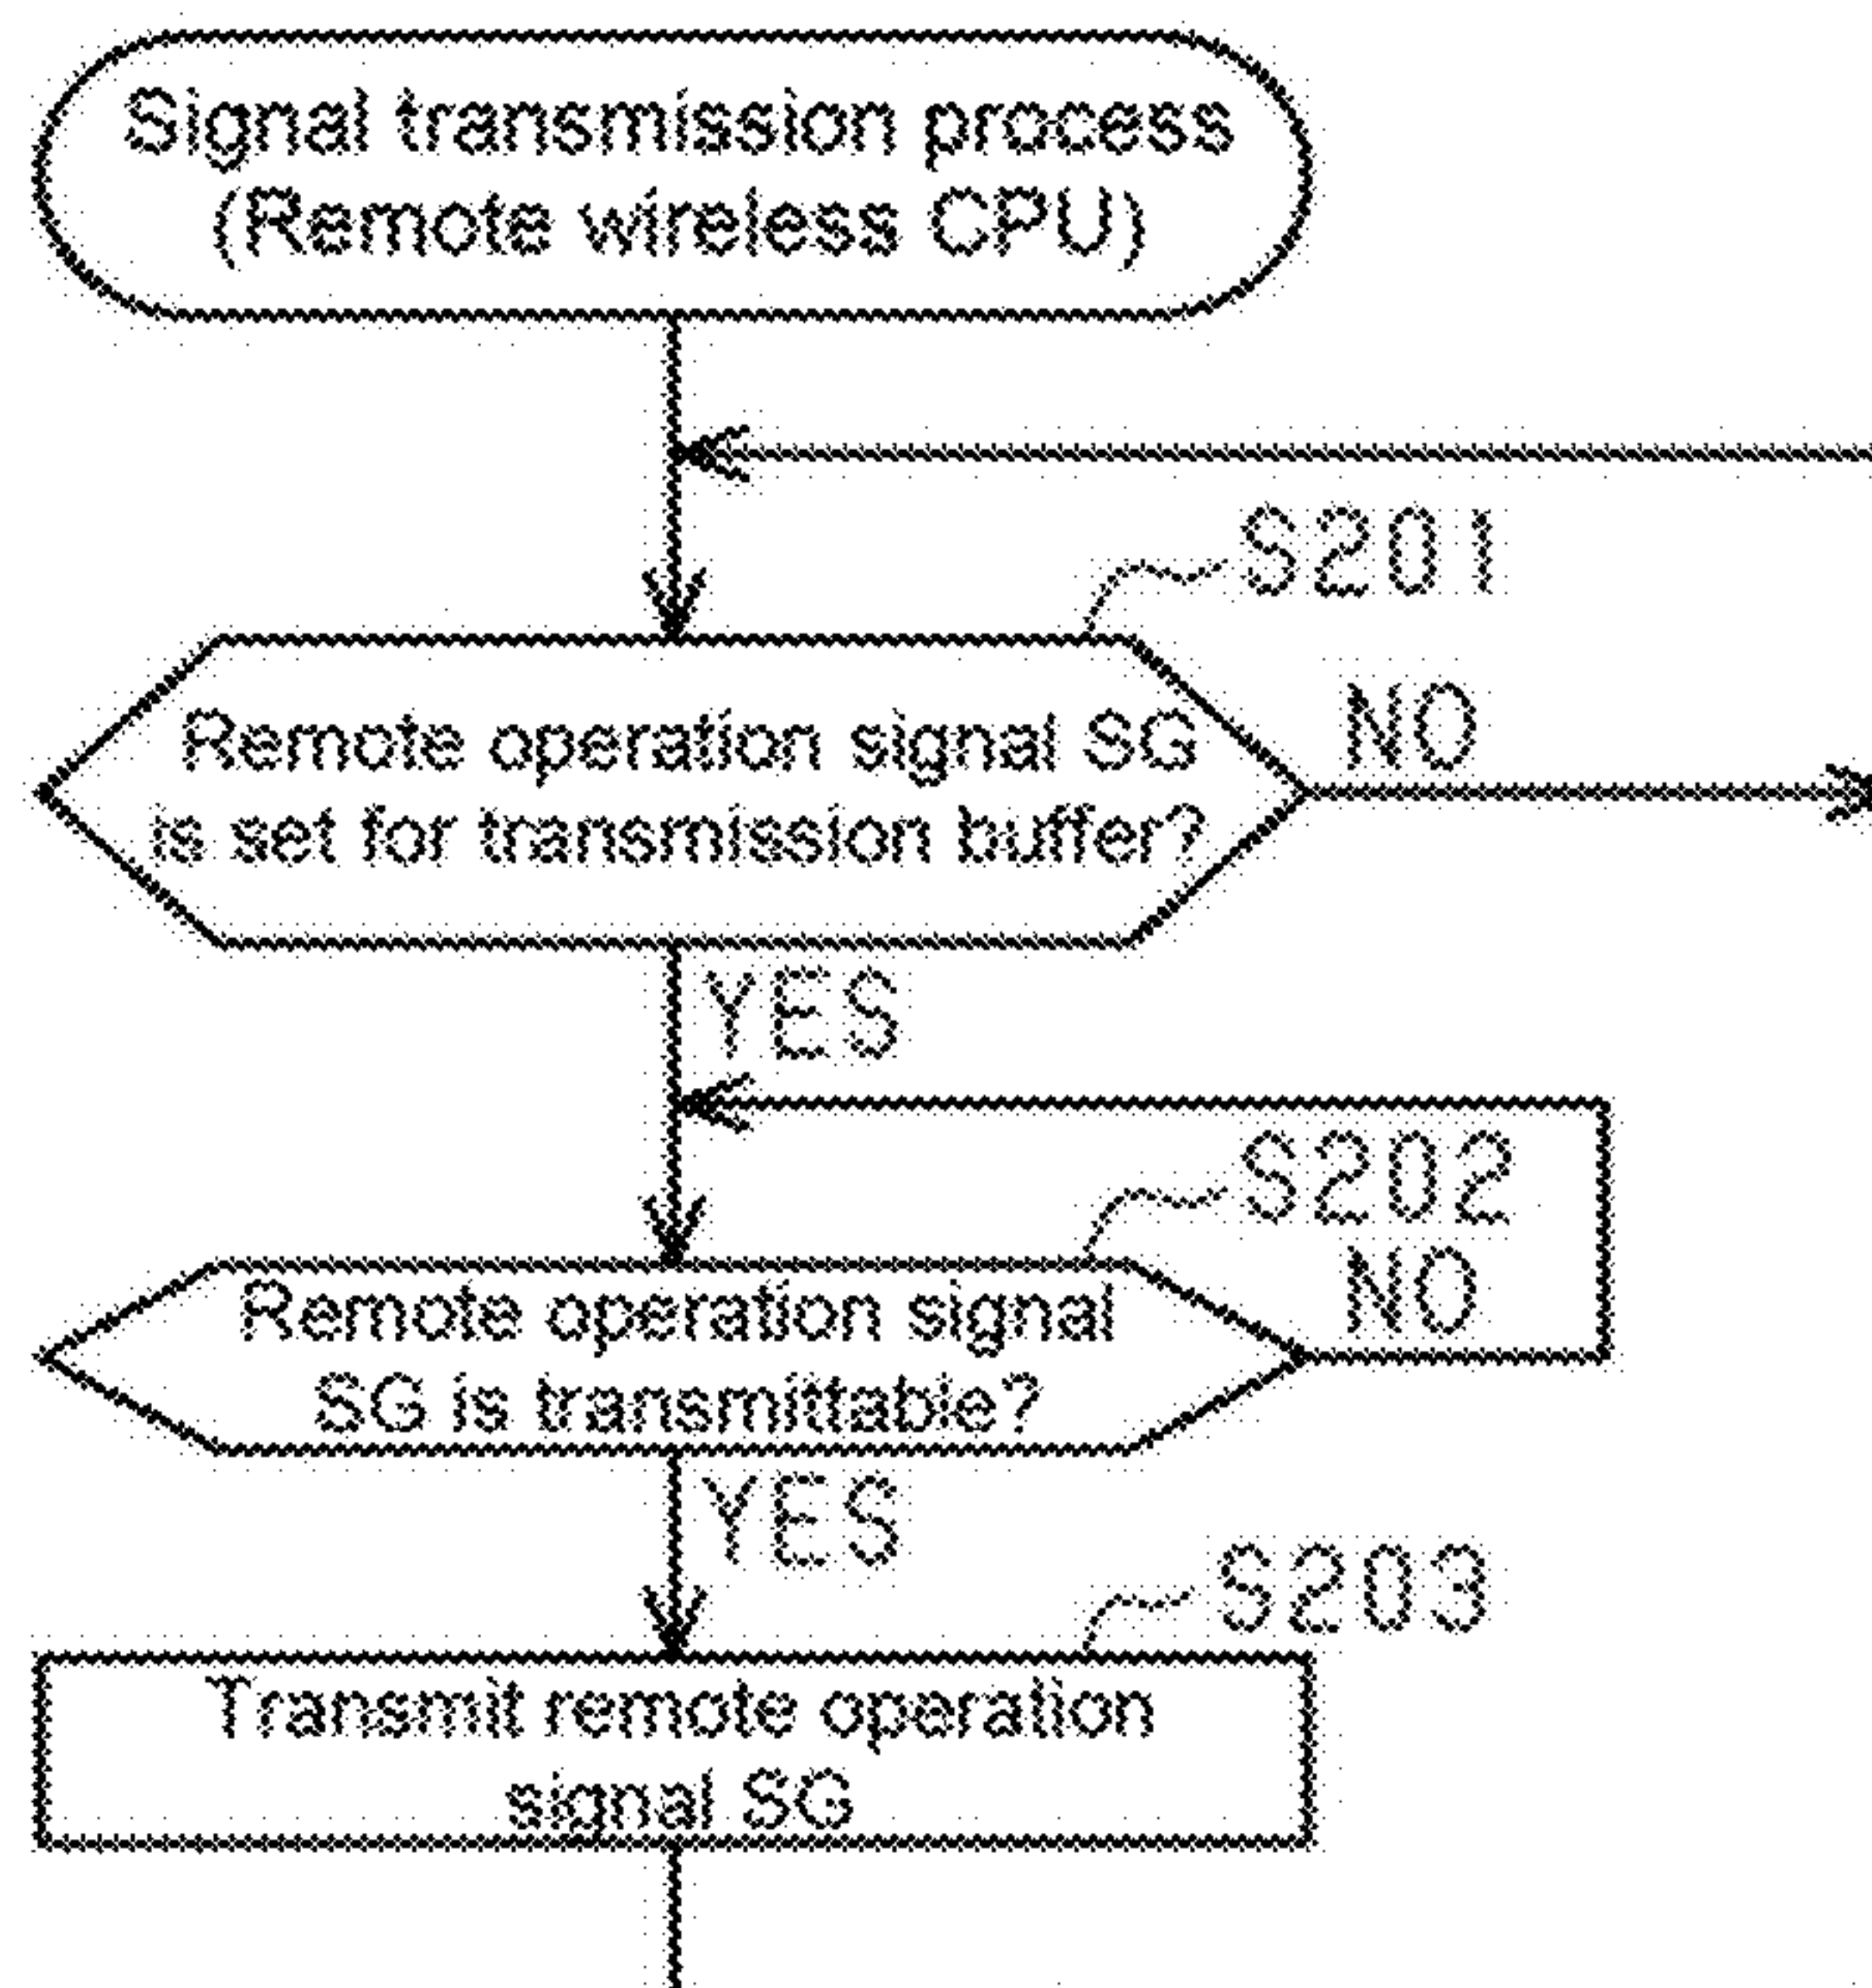 Signal transmission process
(Remote wireless CPU)
S201
Remote operation signal SG
is set for transmission buffer?
NO
YES
S202
Remote operation signal
SG is transmittable?
NO
YES
S203
Transmit remote operation
signal SG